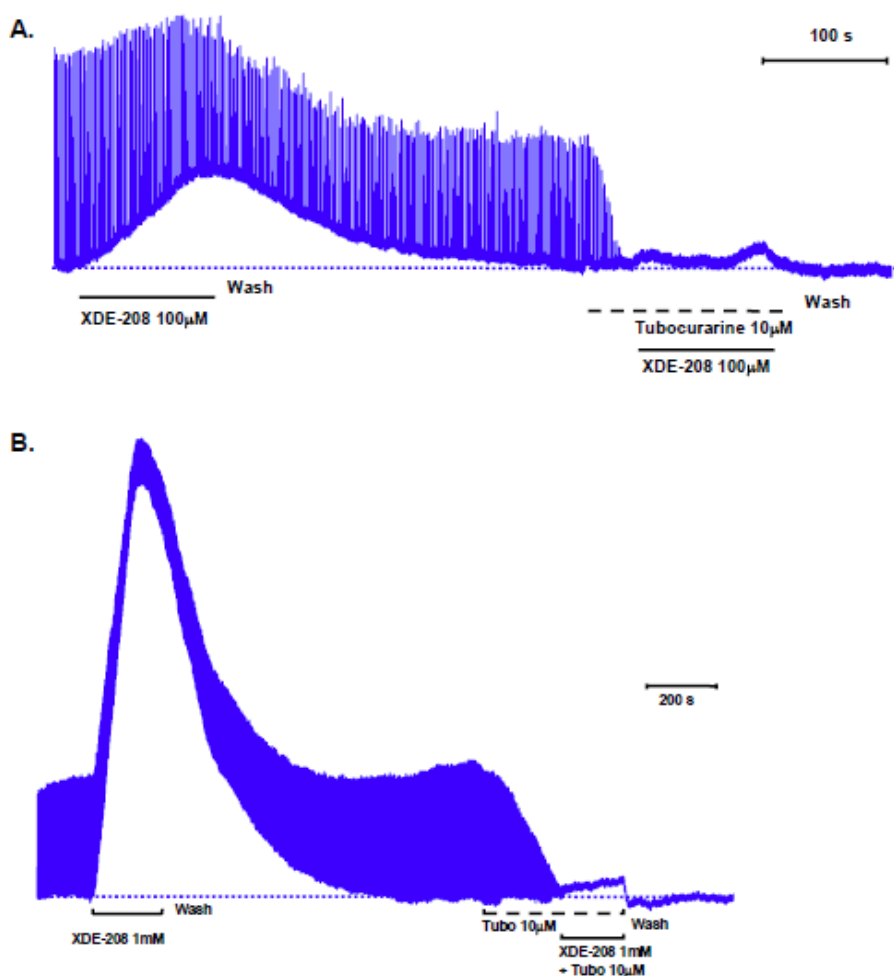 A.
100 s
Wash
XDE-208 100μM
Wash
Tubocurarine 10μM
XDE-208 100μM
B.
200 s
Wash
XDE-208 1mM
Tubo 10μM
Wash
XDE-208 1mM
+ Tubo 10μM